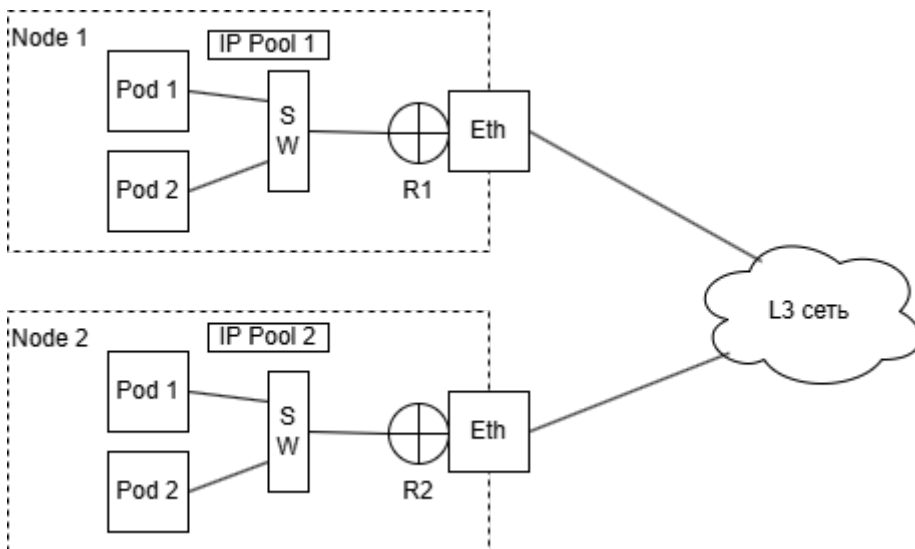 Node 1
IP Pool 1
Pod 1
S
W
Eth
Pod 2
R1
L3 сеть
Node 2
IP Pool 2
Pod 1
S
W
Eth
Pod 2
R2